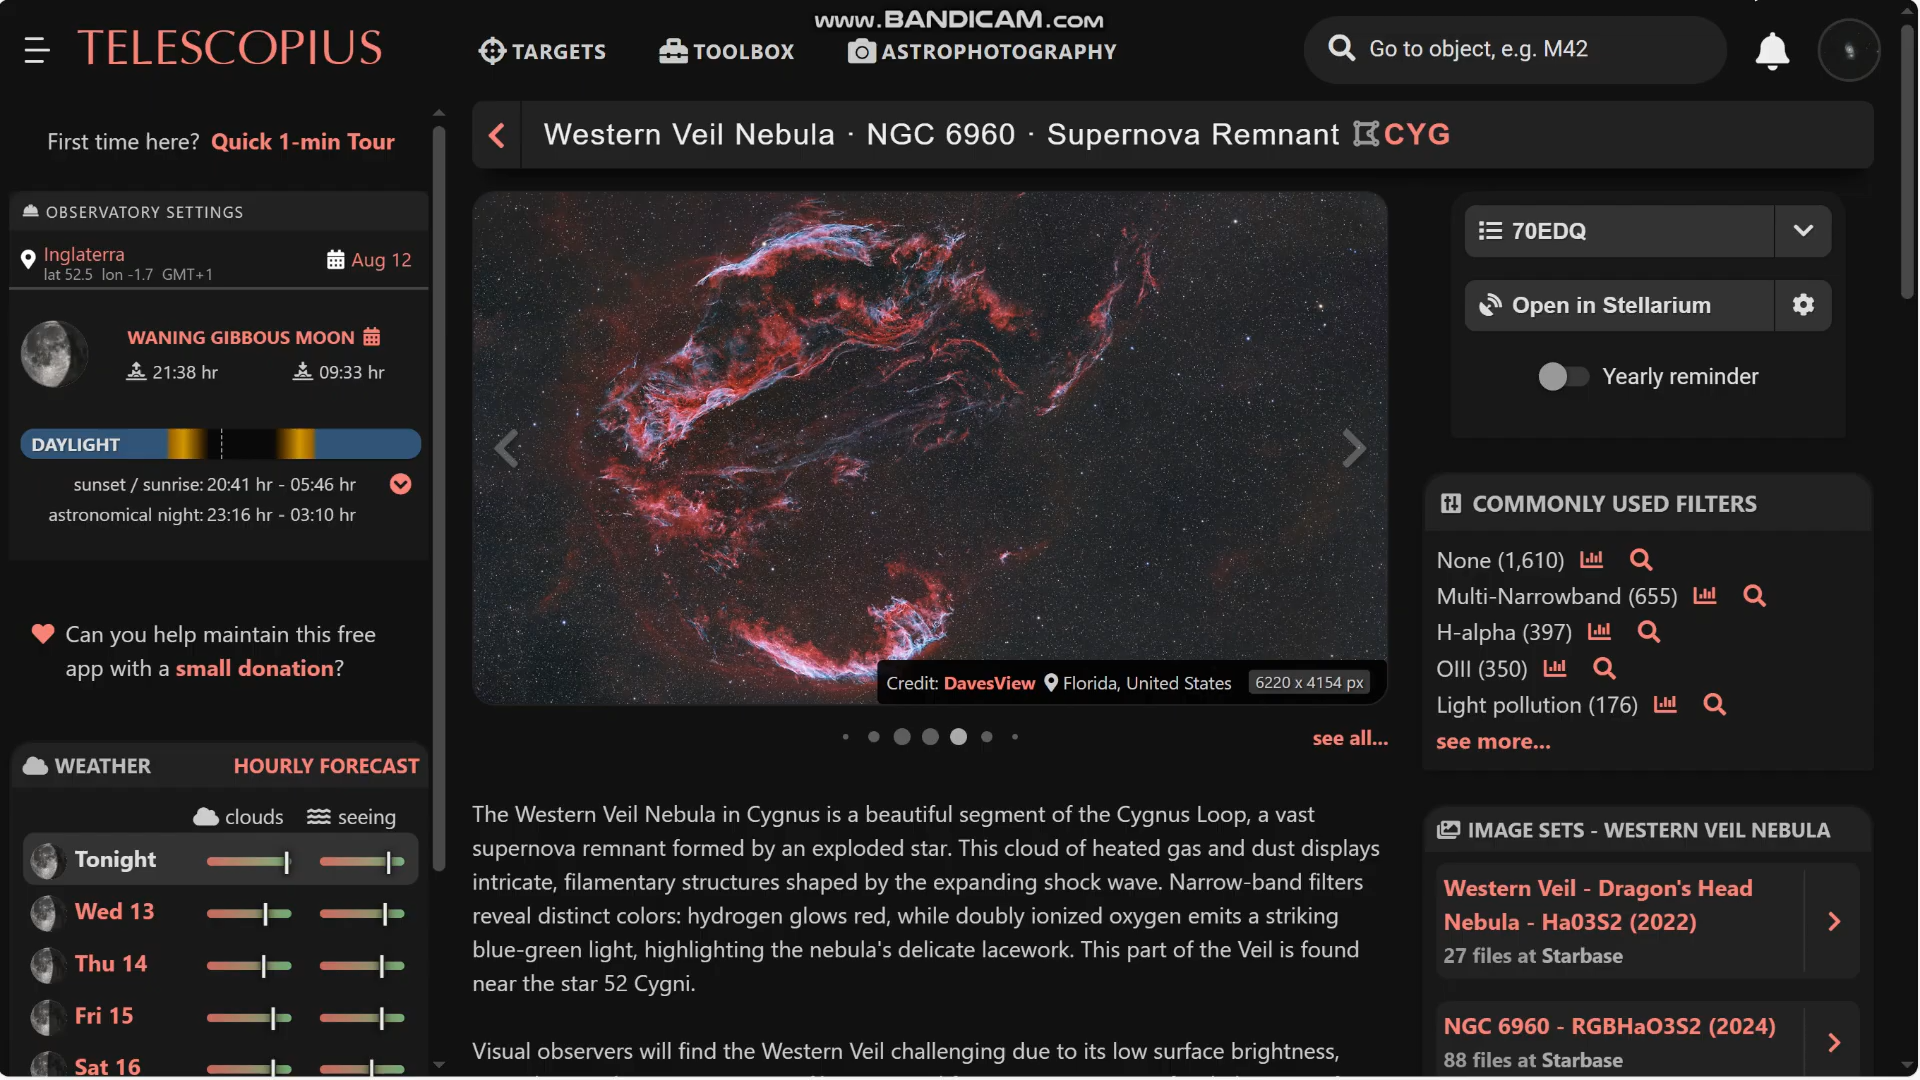 www.BANDICAM.com
TELESCOPIUS
TARGETS
TOOLBOX
ASTROPHOTOGRAPHY
Go to object, e.g. M42
First time here? Quick 1-min Tour
OBSERVATORY SETTINGS
Inglaterra
lat 52.5 lon -1.7 GMT+1
Aug 12
WANING GIBBOUS MOON
21:38 hr
09:33 hr
DAYLIGHT
sunset / sunrise: 20:41 hr - 05:46 hr
astronomical night: 23:16 hr - 03:10 hr
Can you help maintain this free
app with a small donation?
WEATHER
HOURLY FORECAST
clouds
seeing
Tonight
Wed 13
Thu 14
Fri 15
Sat 16
Western Veil Nebula · NGC 6960 · Supernova Remnant CYG
Credit: DavesView Florida, United States 6220 x 4154 px
see all...
The Western Veil Nebula in Cygnus is a beautiful segment of the Cygnus Loop, a vast
supernova remnant formed by an exploded star. This cloud of heated gas and dust displays
intricate, filamentary structures shaped by the expanding shock wave. Narrow-band filters
reveal distinct colors: hydrogen glows red, while doubly ionized oxygen emits a striking
blue-green light, highlighting the nebula's delicate lacework. This part of the Veil is found
near the star 52 Cygni.
Visual observers will find the Western Veil challenging due to its low surface brightness,
70EDQ
Open in Stellarium
Yearly reminder
COMMONLY USED FILTERS
None (1,610)
Multi-Narrowband (655)
H-alpha (397)
OIII (350)
Light pollution (176)
see more...
IMAGE SETS - WESTERN VEIL NEBULA
Western Veil - Dragon's Head
Nebula - Ha03S2 (2022)
27 files at Starbase
NGC 6960 - RGBHaO3S2 (2024)
88 files at Starbase